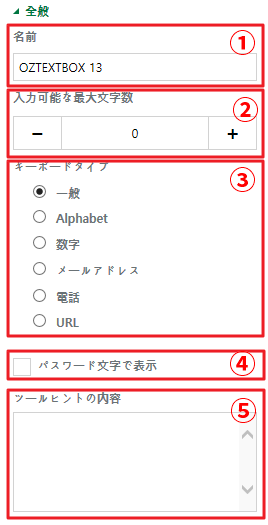 全般
名前 ①
OZTEXTBOX 13
入力可能な最大文字数 ②
− 0 +
キーボードタイプ ③
一般
Alphabet
数字
メールアドレス
電話
URL
パスワード文字で表示 ④
ツールヒントの内容 ⑤